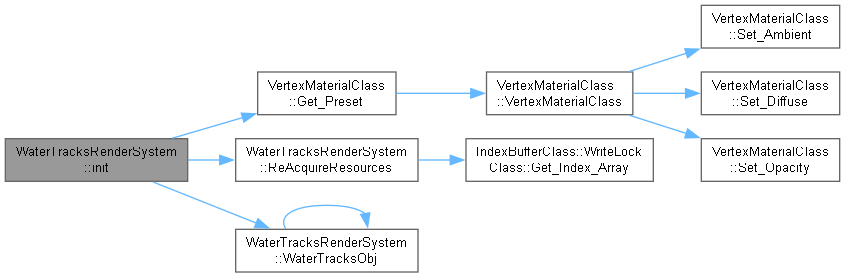 WaterTracksRenderSystem
::init
VertexMaterialClass
::Get_Preset
WaterTracksRenderSystem
::ReAcquireResources
WaterTracksRenderSystem
::WaterTracksObj
VertexMaterialClass
::VertexMaterialClass
IndexBufferClass::WriteLock
Class::Get_Index_Array
VertexMaterialClass
::Set_Ambient
VertexMaterialClass
::Set_Diffuse
VertexMaterialClass
::Set_Opacity